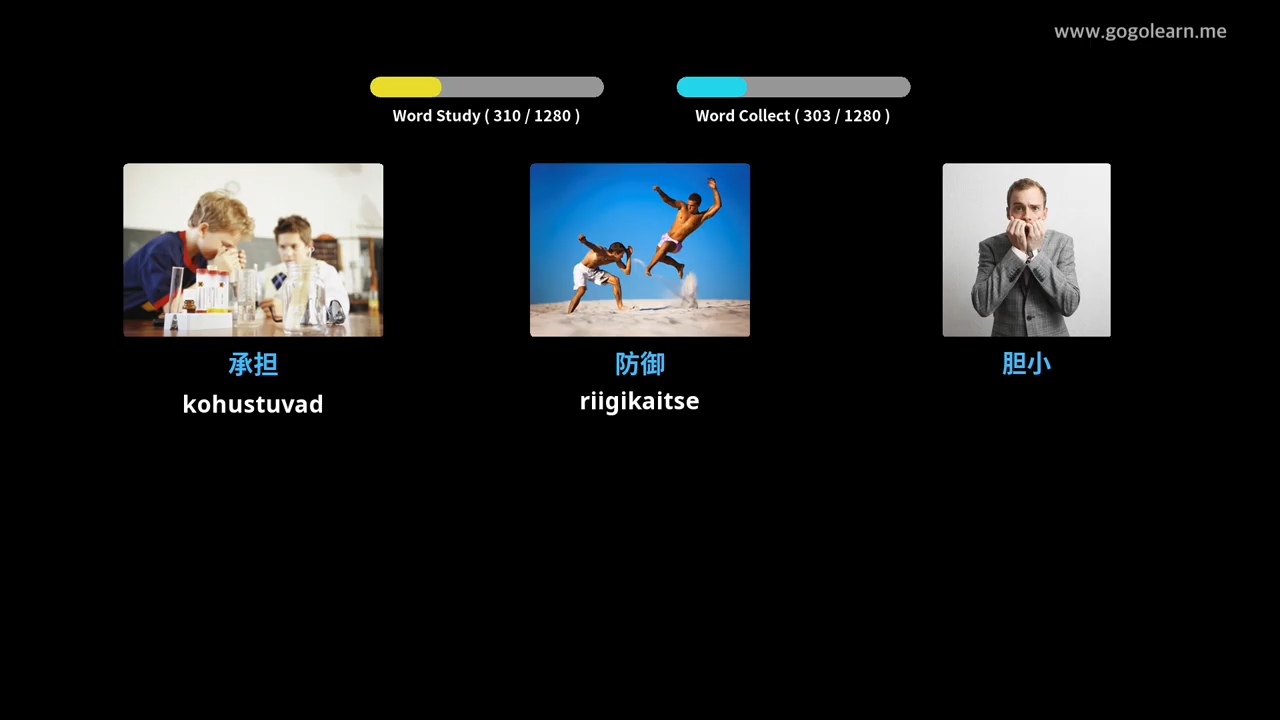 www.gogolearn.me
Word Study ( 310 / 1280 )
Word Collect ( 303 / 1280 )
承担
防御
胆小
kohustuvad
riigikaitse